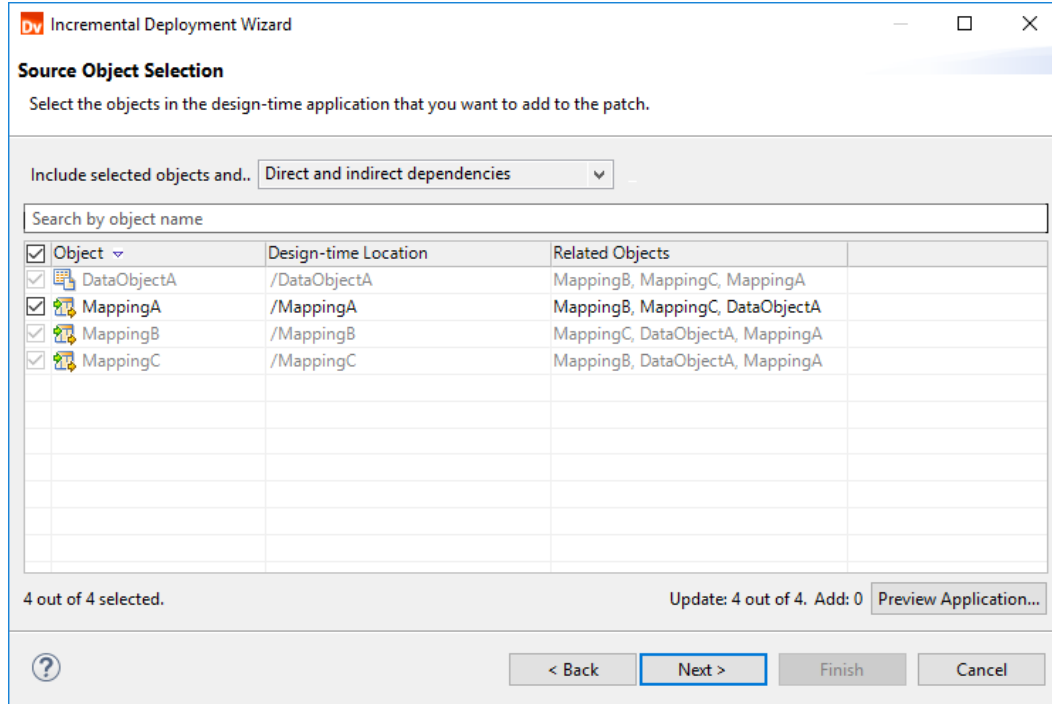 Dv Incremental Deployment Wizard
Source Object Selection
Select the objects in the design-time application that you want to add to the patch.
Include selected objects and.. Direct and indirect dependencies
Search by object name
Object Design-time Location Related Objects
DataObjectA /DataObjectA MappingB, MappingC, MappingA
MappingA /MappingA MappingB, MappingC, DataObjectA
MappingB /MappingB MappingC, DataObjectA, MappingA
MappingC /MappingC MappingB, DataObjectA, MappingA
4 out of 4 selected. Update: 4 out of 4. Add: 0 Preview Application...
? < Back Next > Finish Cancel